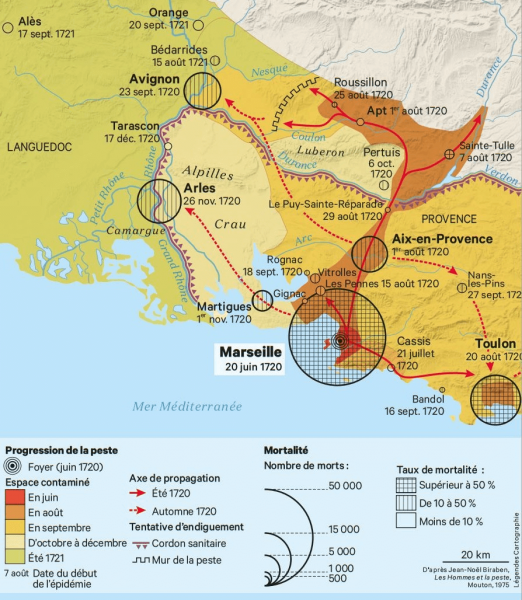 Alès
17 sept. 1721
Orange
20 sept. 1721
Bédarrides
15 août 1721
Avignon
23 sept. 1720
Nesque
Roussillon
25 août 1720
Apt 1er août 1720
Durance
Tarascon
17 déc. 1720
Coulon
Luberon
Durance
Sainte-Tulle
7 août 1720
LANGUEDOC
Rhône
Alpilles
Pertuis
6 oct.
1720
Verdon
Petit Rhône
Arles
26 nov. 1720
Le Puy-Sainte-Réparade
29 août 1720
PROVENCE
Camargue
Crau
Arc
Aix-en-Provence
1er août 1720
Grand Rhône
Rognac
18 sept. 1720
Vitrolles
Les Pennes 15 août 1720
Nans-
les-Pins
27 sept. 172
Gignac
Martigues
1er nov. 1720
Marseille
20 juin 1720
Cassis
21 juillet
1720
Toulon
20 août 172
Bandol
16 sept. 1720
Mer Méditerranée
Progression de la peste
Foyer (juin 1720)
Espace contaminé
En juin
En août
En septembre
D'octobre à décembre
Été 1721
7 août Date du début
de l'épidémie
Axe de propagation
Été 1720
Automne 1720
Tentative d'endiguement
Cordon sanitaire
Mur de la peste
Mortalité
Nombre de morts :
50 000
15 000
5 000
1 000
500
Taux de mortalité :
Supérieur à 50 %
De 10 à 50 %
Moins de 10 %
20 km
D'après Jean-Noël Biraben,
Les Hommes et la peste,
Mouton, 1975
Légendes Cartographie